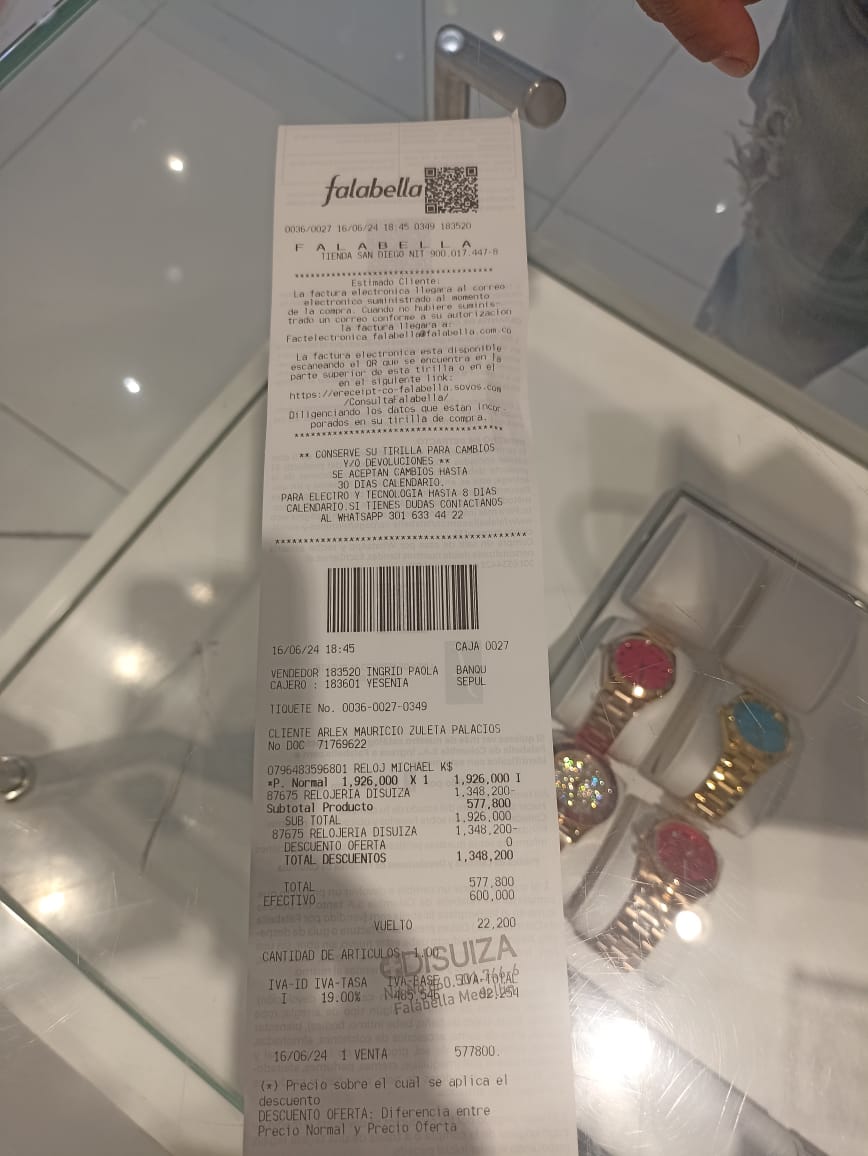 falabella
0036/0027 16/06/24 18:45 0349 183520
F A L A B E L L A
TIENDA SAN DIEGO NIT 900.017.447-8
Estimado Cliente:
La factura electronica llegara al correo
electronico suministrado al momento
de la compra. Cuando no hubiere suminis-
trado un correo conforme a su autorizacion
la factura llegara a:
Factelectronica falabella@falabella.com.co
La factura electronica esta disponible
escaneando el QR que se encuentra en la
parte superior de esta tirilla o en el
en el siguiente link:
https://ereceipt-co-falabella.sovos.com
/ConsultaFalabella/
Diligenciando los datos que estan incor-
porados en su tirilla de compra.
** CONSERVE SU TIRILLA PARA CAMBIOS
Y/O DEVOLUCIONES **
SE ACEPTAN CAMBIOS HASTA
30 DIAS CALENDARIO.
PARA ELECTRO Y TECNOLOGIA HASTA 8 DIAS
CALENDARIO.SI TIENES DUDAS CONTACTANOS
AL WHATSAPP 301 633 44 22
16/06/24 18:45 CAJA 0027
VENDEDOR 183520 INGRID PAOLA BANQU
CAJERO : 183601 YESENIA SEPUL
TIQUETE No. 0036-0027-0349
CLIENTE ARLEX MAURICIO ZULETA PALACIOS
No DOC 71769622
0796483596801 RELOJ MICHAEL K$
*P. Normal 1,926,000 X 1 1,926,000 I
87675 RELOJERIA DISUIZA 1,348,200-
Subtotal Producto 577,800
SUB TOTAL 1,926,000
87675 RELOJERIA DISUIZA 1,348,200-
DESCUENTO OFERTA 0
TOTAL DESCUENTOS 1,348,200
TOTAL 577,800
EFECTIVO 600,000
VUELTO 22,200
CANTIDAD DE ARTICULOS 1.00
DISUIZA
IVA-ID IVA-TASA IVA-BASE IVA-TOTAL
I 19.00% 485,546 92,254
Falabella
16/06/24 1 VENTA 577800.
(*) Precio sobre el cual se aplica el
descuento
DESCUENTO OFERTA: Diferencia entre
Precio Normal y Precio Oferta